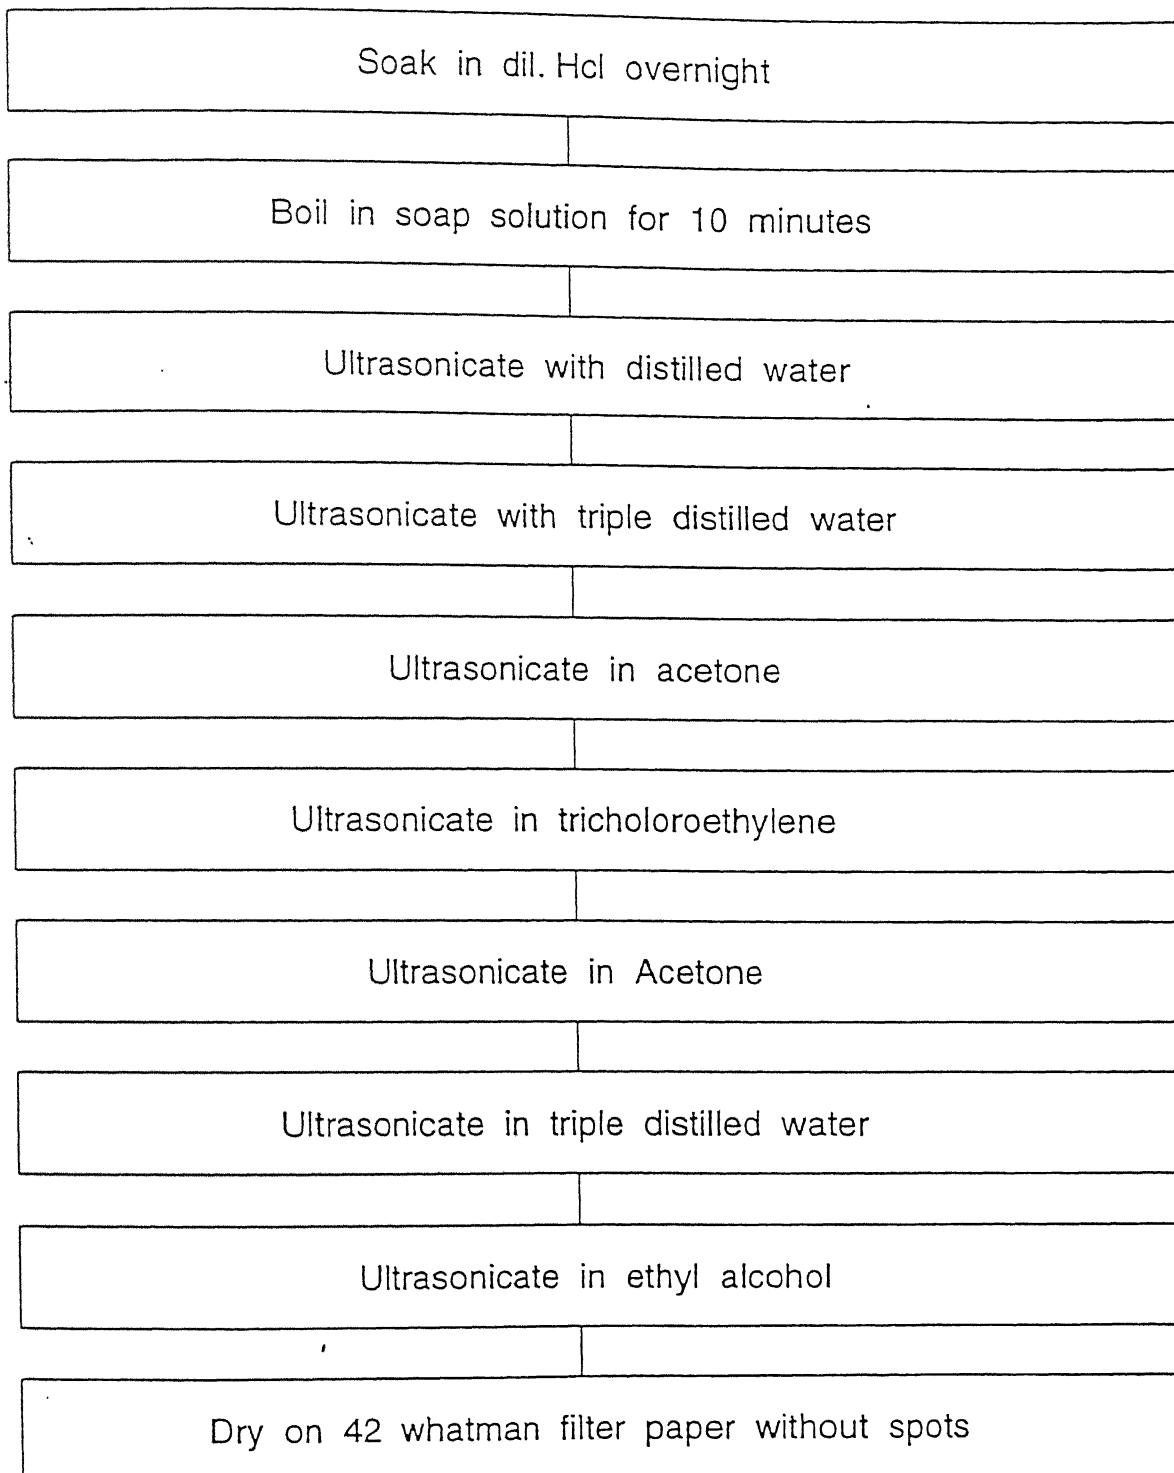 Soak in dil. Hcl overnight
Boil in soap solution for 10 minutes
Ultrasonicate with distilled water
Ultrasonicate with triple distilled water
Ultrasonicate in acetone
Ultrasonicate in tricholoroethylene
Ultrasonicate in Acetone
Ultrasonicate in triple distilled water
Ultrasonicate in ethyl alcohol
Dry on 42 whatman filter paper without spots